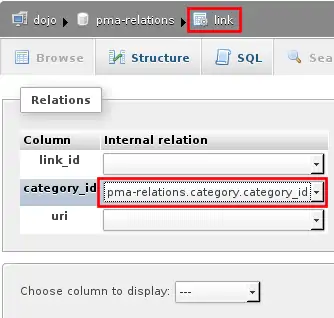 dojo pma-relations link
Browse Structure SQL Sea
Relations
Column Internal relation
link_id
category_id pma-relations.category.category_id
uri
Choose column to display: ---